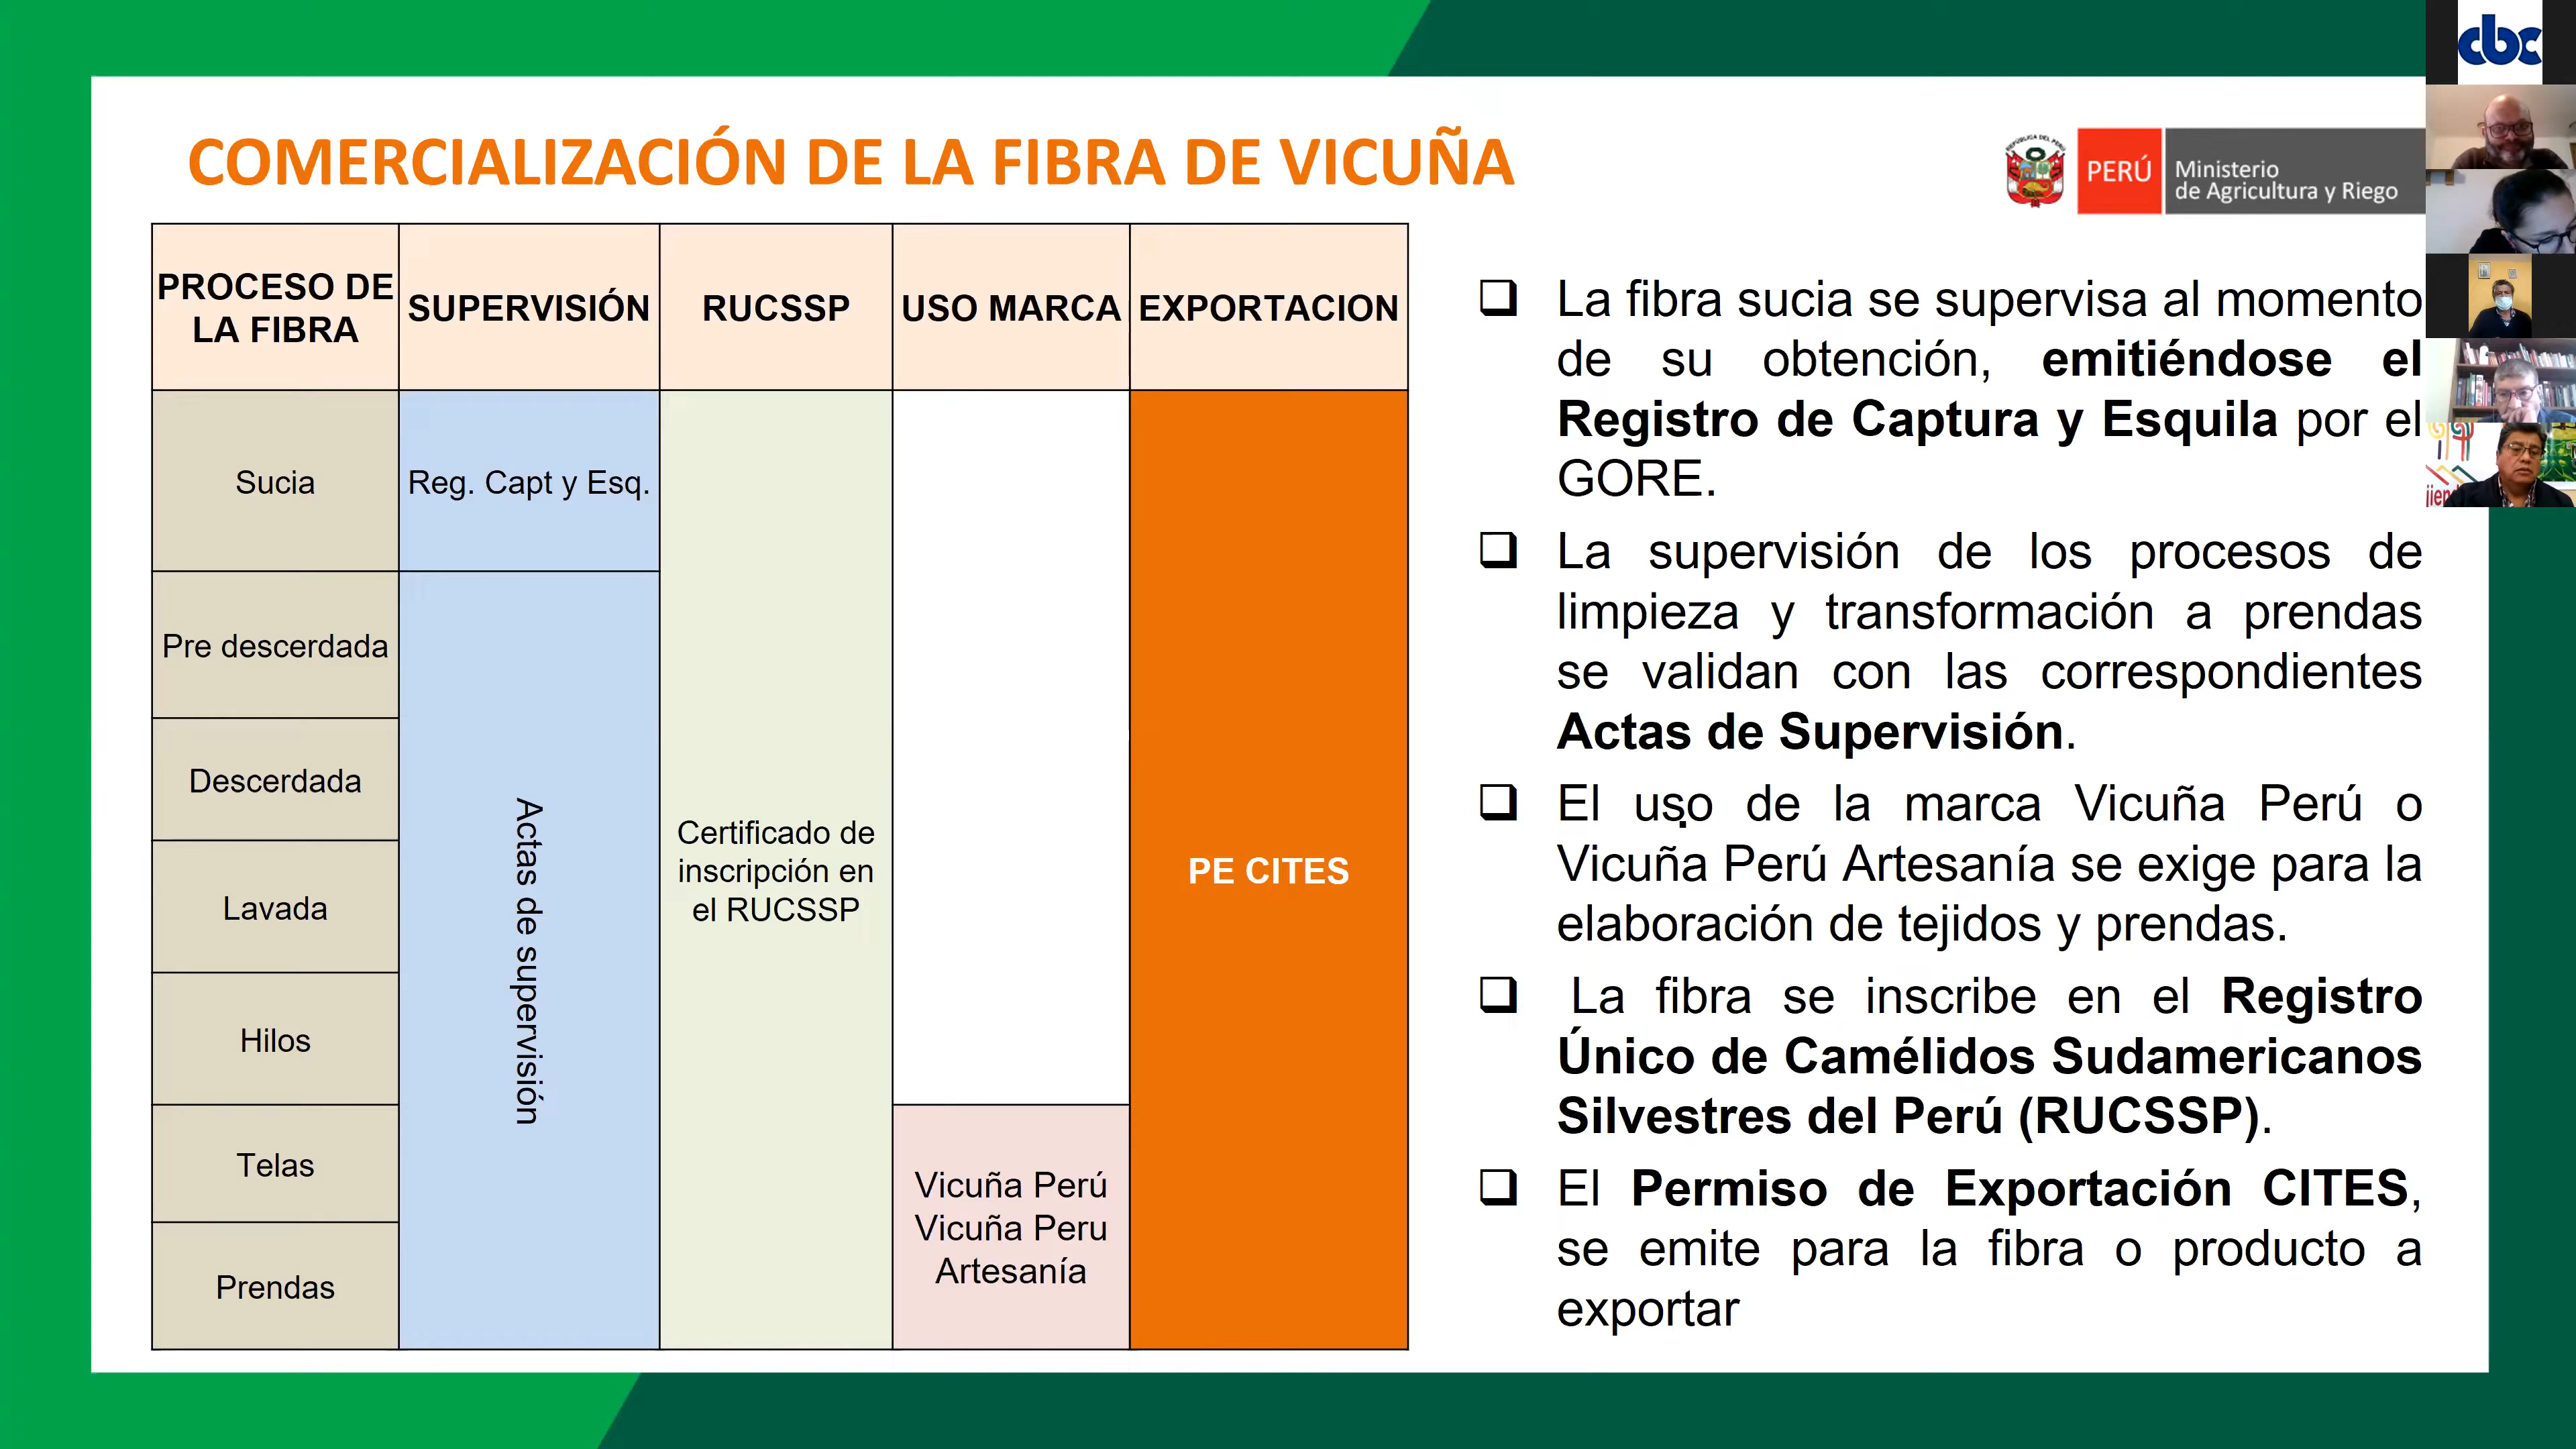 COMERCIALIZACIÓN DE LA FIBRA DE VICUÑA
REPUBLICA DEL PERU
PERÚ
Ministerio
de Agricultura y Riego
cbc
PROCESO DE
LA FIBRA
SUPERVISIÓN
RUCSSP
USO MARCA
EXPORTACION
Sucia
Reg. Capt y Esq.
Pre descerdada
Descerdada
Lavada
Hilos
Telas
Prendas
Actas de supervisión
Certificado de
inscripción en
el RUCSSP
Vicuña Perú
Vicuña Peru
Artesanía
PE CITES
La fibra sucia se supervisa al momento
de su obtención, emitiéndose el
Registro de Captura y Esquila por el
GORE.
La supervisión de los procesos de
limpieza y transformación a prendas
se validan con las correspondientes
Actas de Supervisión.
El uso de la marca Vicuña Perú o
Vicuña Perú Artesanía se exige para la
elaboración de tejidos y prendas.
La fibra se inscribe en el Registro
Único de Camélidos Sudamericanos
Silvestres del Perú (RUCSSP).
El Permiso de Exportación CITES,
se emite para la fibra o producto a
exportar